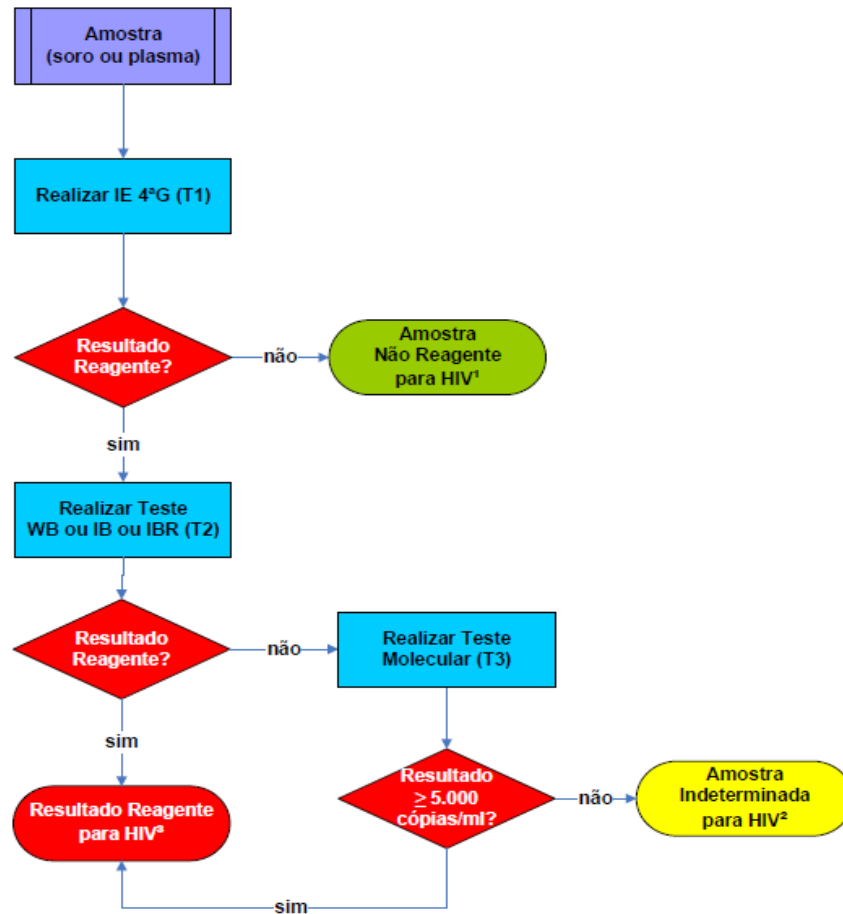 Amostra
(soro ou plasma)
Realizar IE 4ªG (T1)
Resultado
Reagente?
não
Amostra
Não Reagente
para HIV¹
sim
Realizar Teste
WB ou IB ou IBR (T2)
Resultado
Reagente?
não
Realizar Teste
Molecular (T3)
sim
Resultado
≥ 5.000
cópias/ml?
não
Amostra
Indeterminada
para HIV²
Resultado Reagente
para HIV³
sim